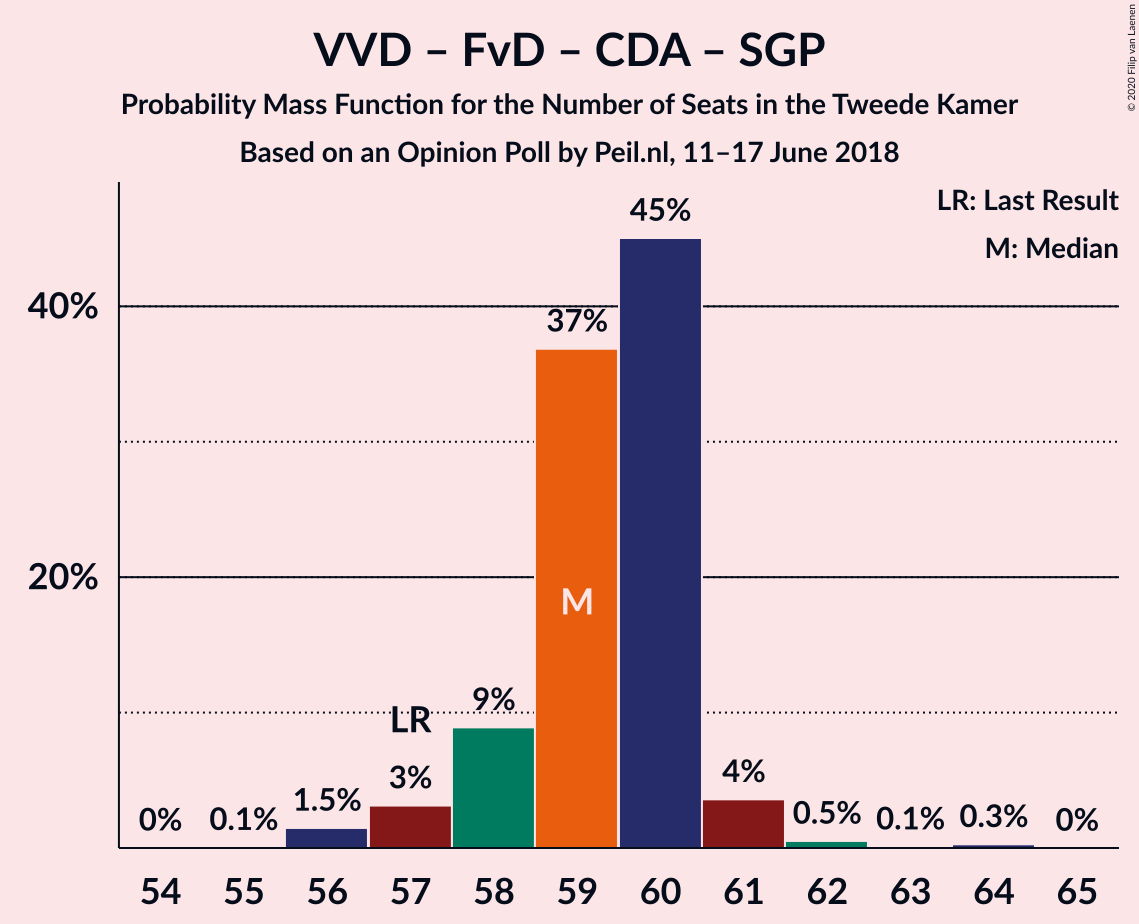 VVD – FvD – CDA – SGP
Probability Mass Function for the Number of Seats in the Tweede Kamer
Based on an Opinion Poll by Peil.nl, 11–17 June 2018
© 2020 Filip van Laenen
LR: Last Result
M: Median
45%
40%
37%
20%
M
9%
LR
4%
3%
1.5%
0.5%
0.3%
0%
0.1%
0.1%
0%
54 55 56 57 58 59 60 61 62 63 64 65